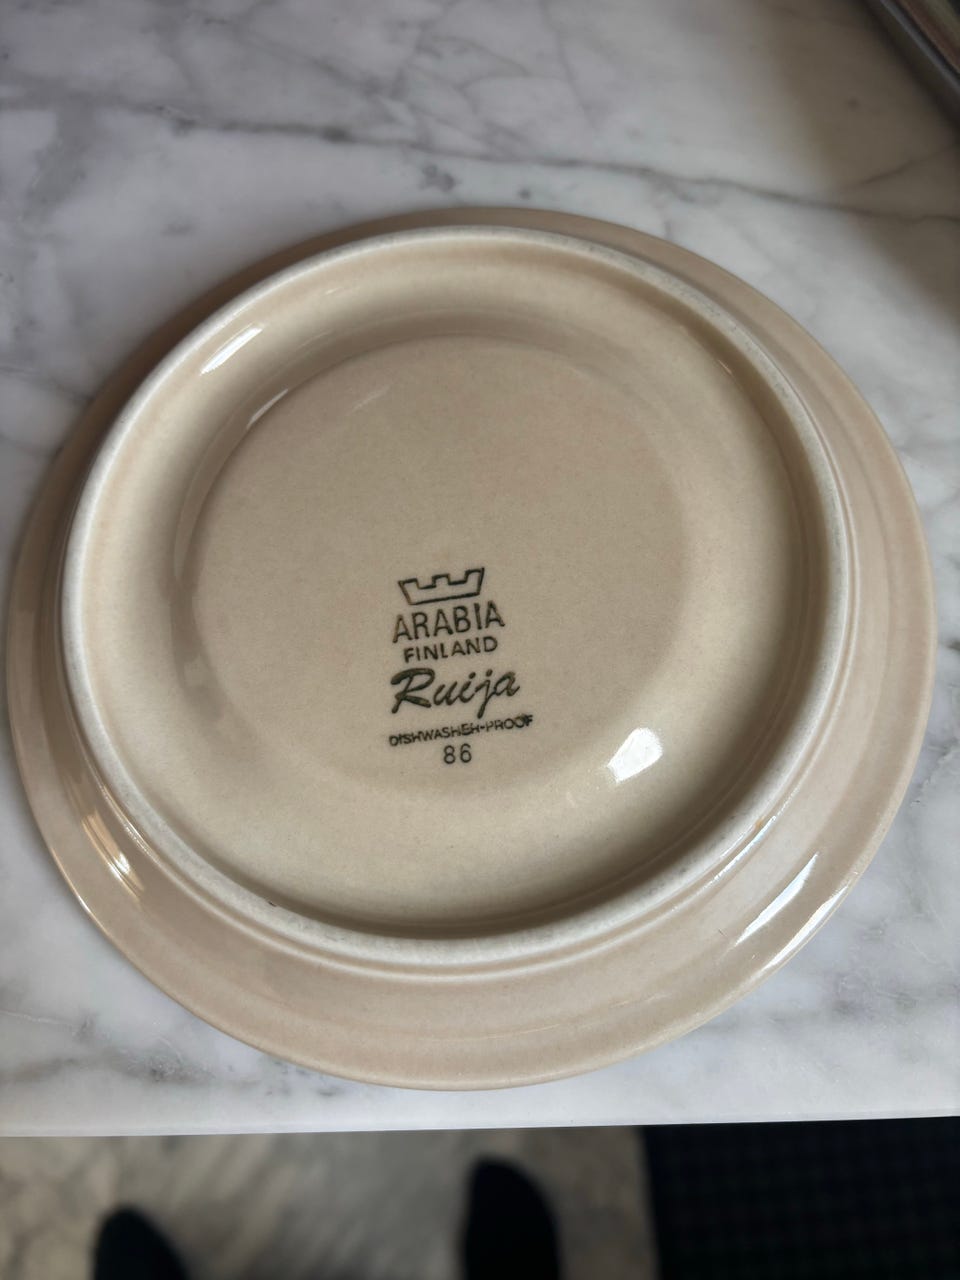 ARABIA
FINLAND
Ruija
DISHWASHER-PROOF
86